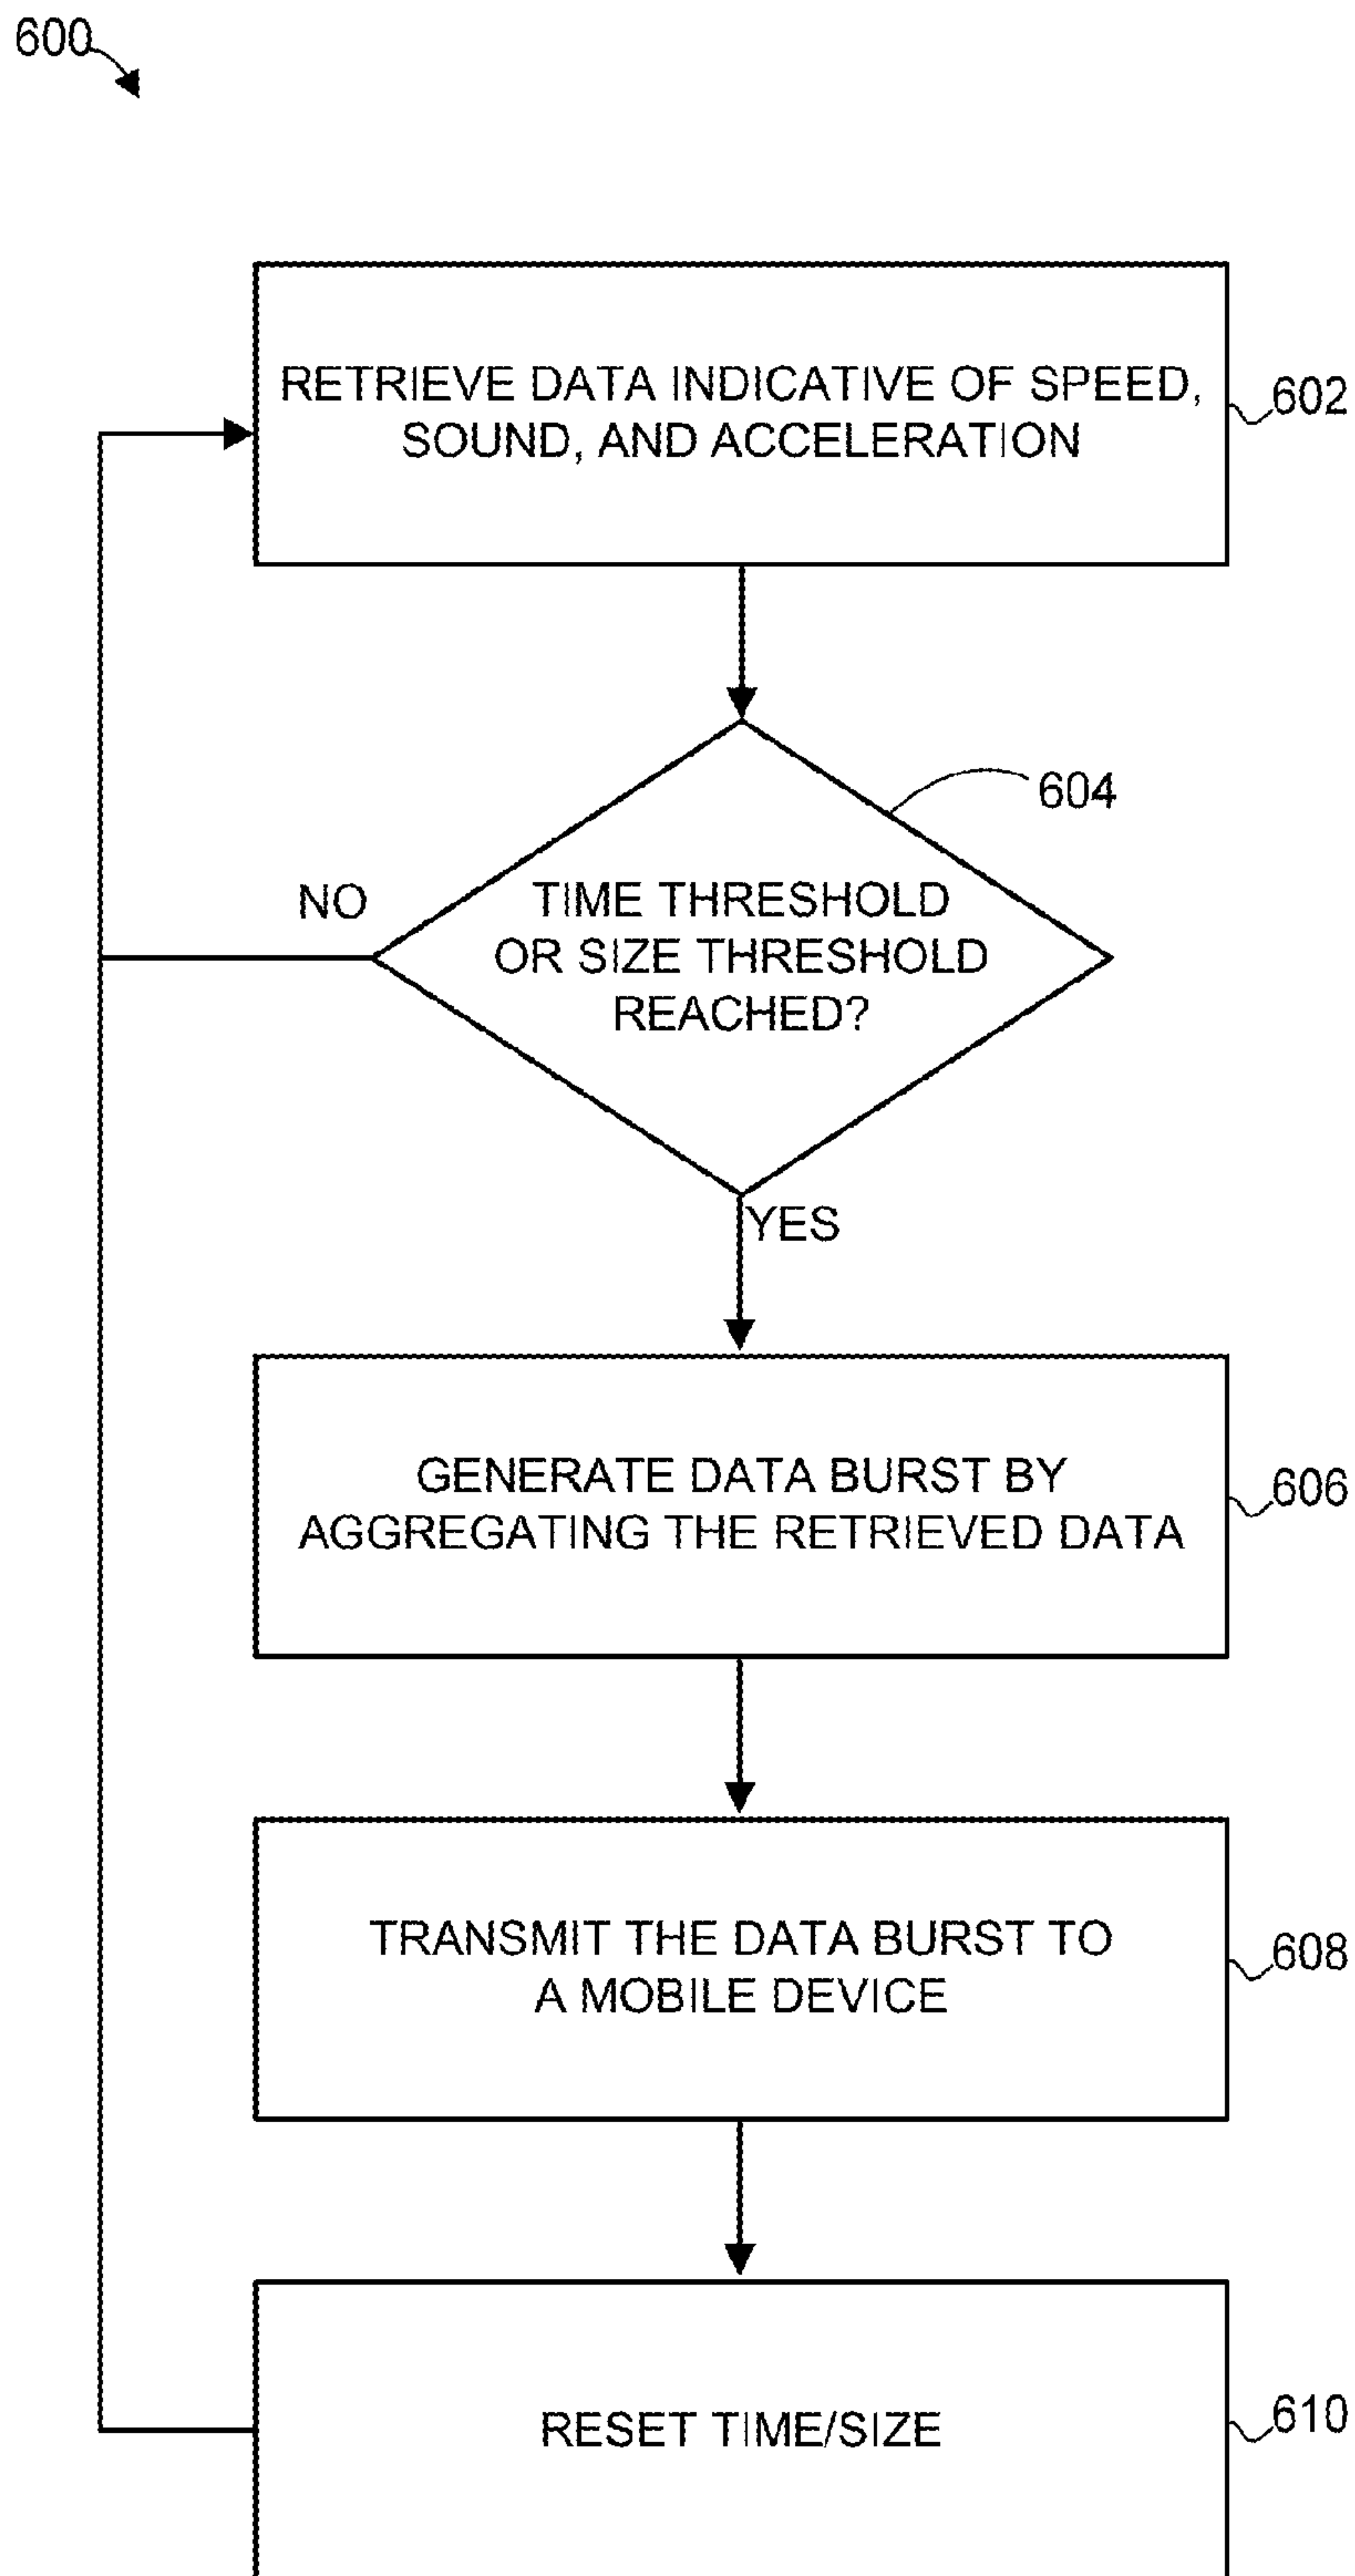 600
RETRIEVE DATA INDICATIVE OF SPEED,
SOUND, AND ACCELERATION
602
604
NO
TIME THRESHOLD
OR SIZE THRESHOLD
REACHED?
YES
GENERATE DATA BURST BY
AGGREGATING THE RETRIEVED DATA
606
TRANSMIT THE DATA BURST TO
A MOBILE DEVICE
608
RESET TIME/SIZE
610